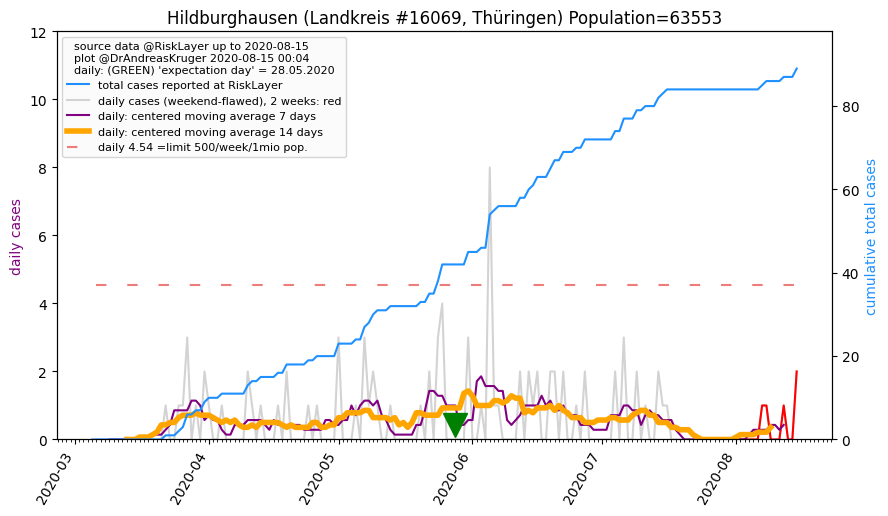 Hildburghausen (Landkreis #16069, Thüringen) Population=63553
source data @RiskLayer up to 2020-08-15
plot @DrAndreasKruger 2020-08-15 00:04
daily: (GREEN) 'expectation day' = 28.05.2020
total cases reported at RiskLayer
daily cases (weekend-flawed), 2 weeks: red
daily: centered moving average 7 days
daily: centered moving average 14 days
daily 4.54 =limit 500/week/1mio pop.
daily cases
12
10
8
6
4
2
0
cumulative total cases
80
60
40
20
0
2020-03
2020-04
2020-05
2020-06
2020-07
2020-08